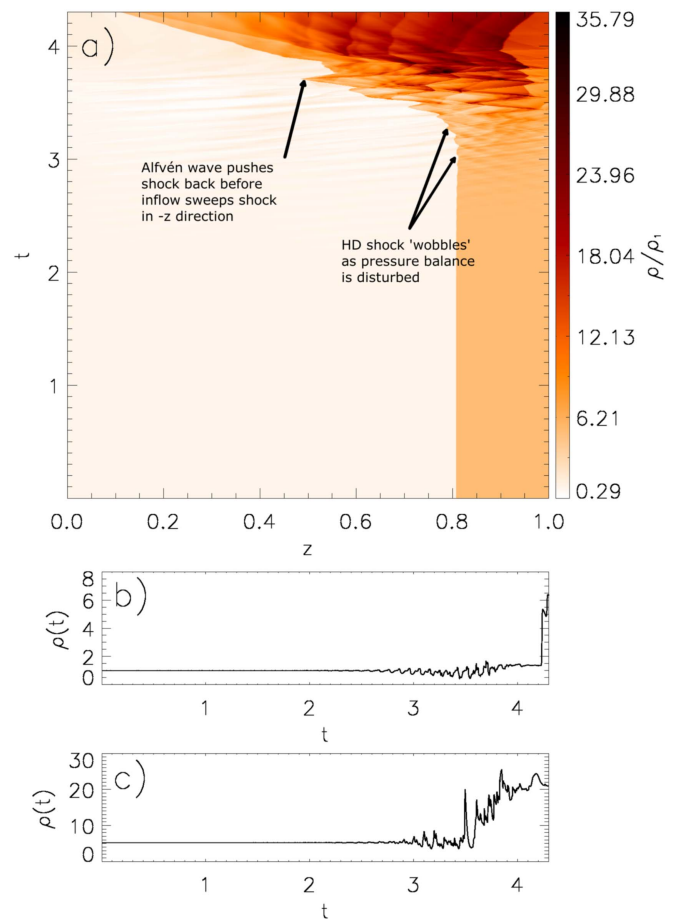 a)
4
3
2
1
t
Alfvén wave pushes
shock back before
inflow sweeps shock
in -z direction
HD shock 'wobbles'
as pressure balance
is disturbed
0.0 0.2 0.4 0.6 0.8 1.0
z
35.79
29.88
23.96
18.04
12.13
6.21
0.29
ρ/ρ₁
b)
8
6
4
2
0
ρ(t)
1 2 3 4
t
c)
30
20
10
0
ρ(t)
1 2 3 4
t